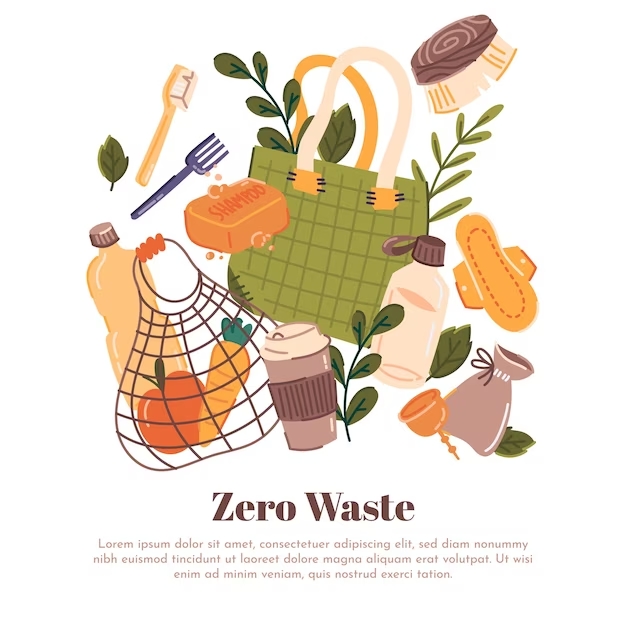 SHAMPOO
Zero Waste
Lorem ipsum dolor sit amet, consectetuer adipiscing elit, sed diam nonummy
nibh euismod tincidunt ut laoreet dolore magna aliquam erat volutpat. Ut wisi
enim ad minim veniam, quis nostrud exerci tation.